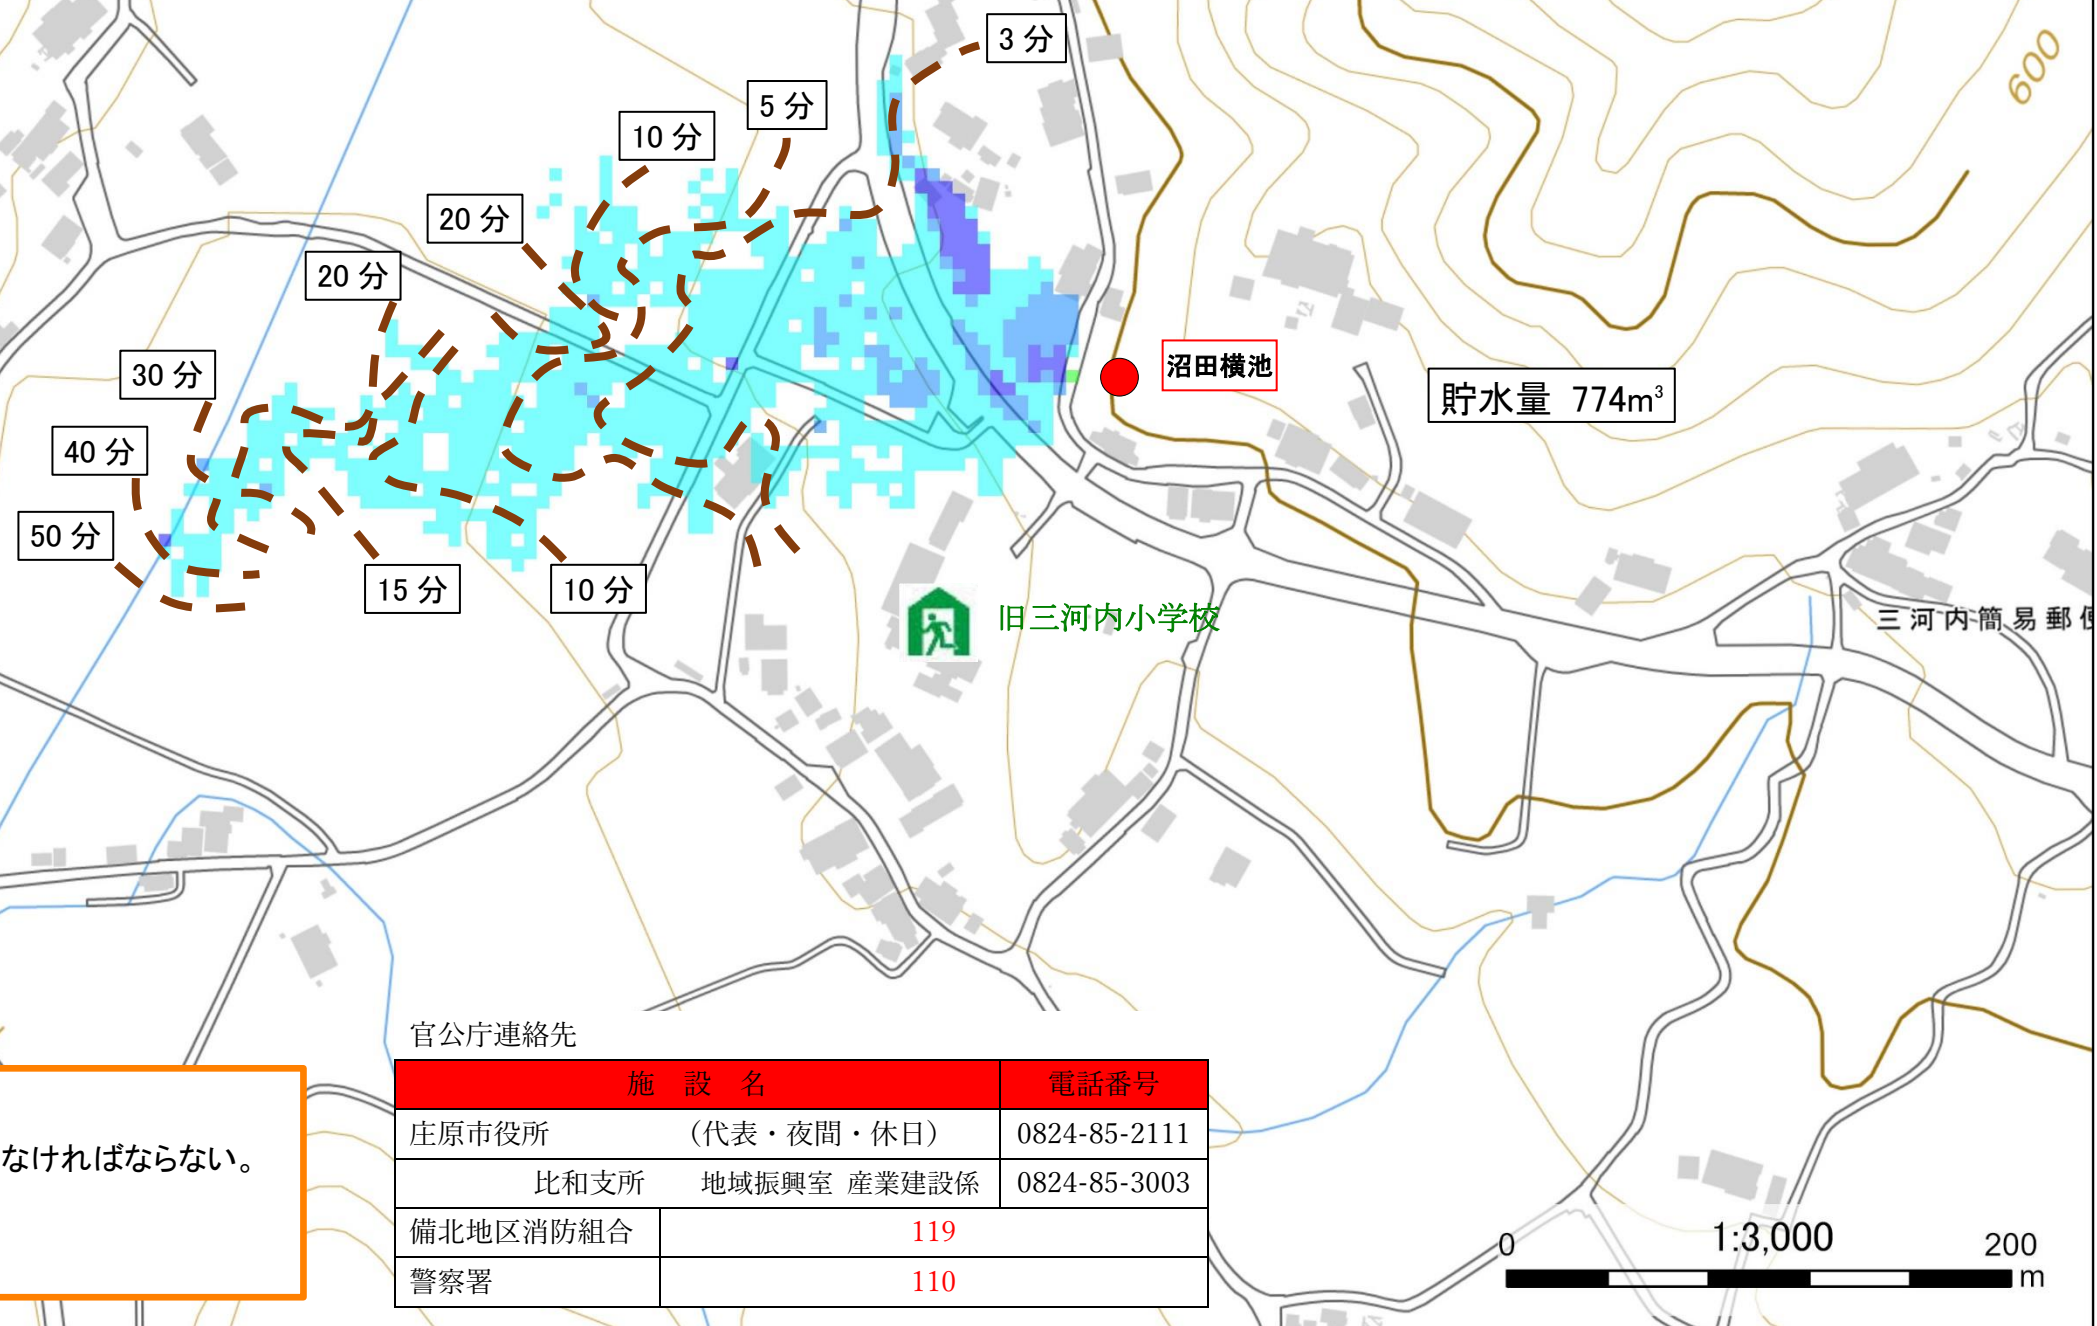 3 分
600
5 分
10 分
20 分
20 分
沼田横池
30 分
貯水量 774m³
40 分
50 分
15 分
10 分
旧三河内小学校
三河内簡易郵便
官公庁連絡先
施 設 名 電話番号
庄原市役所 （代表・夜間・休日） 0824-85-2111
なければならない。
比和支所 地域振興室 産業建設係 0824-85-3003
備北地区消防組合 119
警察署 110
1:3,000
0 200
m